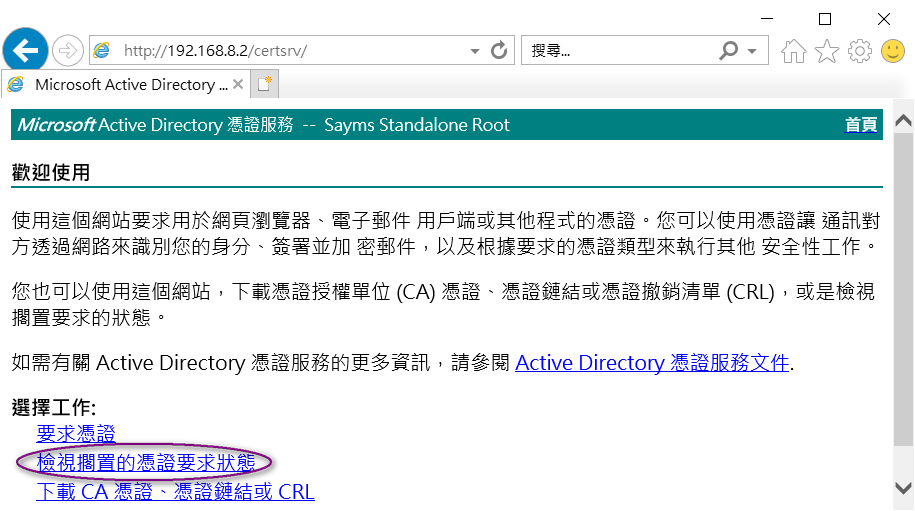 http://192.168.8.2/certsrv/
搜尋...
Microsoft Active Directory ...
Microsoft Active Directory 憑證服務 -- Sayms Standalone Root
首頁
歡迎使用
使用這個網站要求用於網頁瀏覽器、電子郵件 用戶端或其他程式的憑證。您可以使用憑證讓 通訊對
方透過網路來識別您的身分、簽署並加 密郵件，以及根據要求的憑證類型來執行其他 安全性工作。
您也可以使用這個網站，下載憑證授權單位 (CA) 憑證、憑證鏈結或憑證撤銷清單 (CRL)，或是檢視
擱置要求的狀態。
如需有關 Active Directory 憑證服務的更多資訊，請參閱 Active Directory 憑證服務文件.
選擇工作:
要求憑證
檢視擱置的憑證要求狀態
下載 CA 憑證、憑證鏈結或 CRL